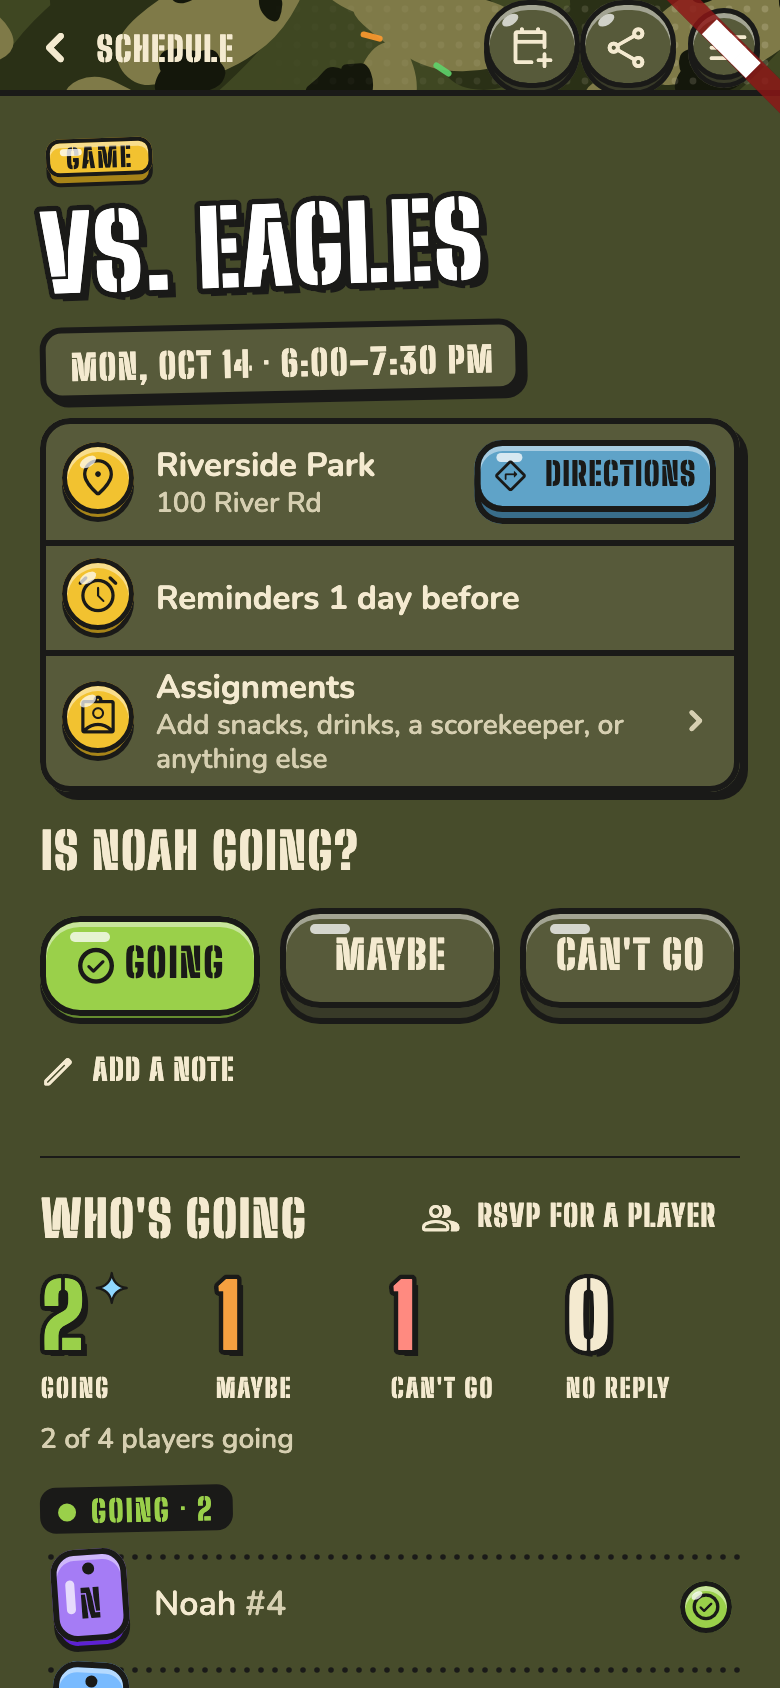 SCHEDULE
GAME
VS. EAGLES
MON, OCT 14 · 6:00–7:30 PM
Riverside Park
100 River Rd
DIRECTIONS
Reminders 1 day before
Assignments
Add snacks, drinks, a scorekeeper, or
anything else
IS NOAH GOING?
GOING
MAYBE
CAN'T GO
ADD A NOTE
WHO'S GOING
RSVP FOR A PLAYER
2
1
1
0
GOING
MAYBE
CAN'T GO
NO REPLY
2 of 4 players going
GOING · 2
N
Noah #4